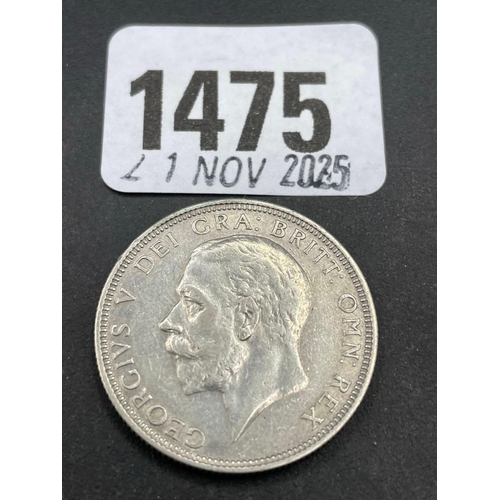 1475
21 NOV 2025
GEORGIVS V DEI GRA: BRITT: OMN: REX